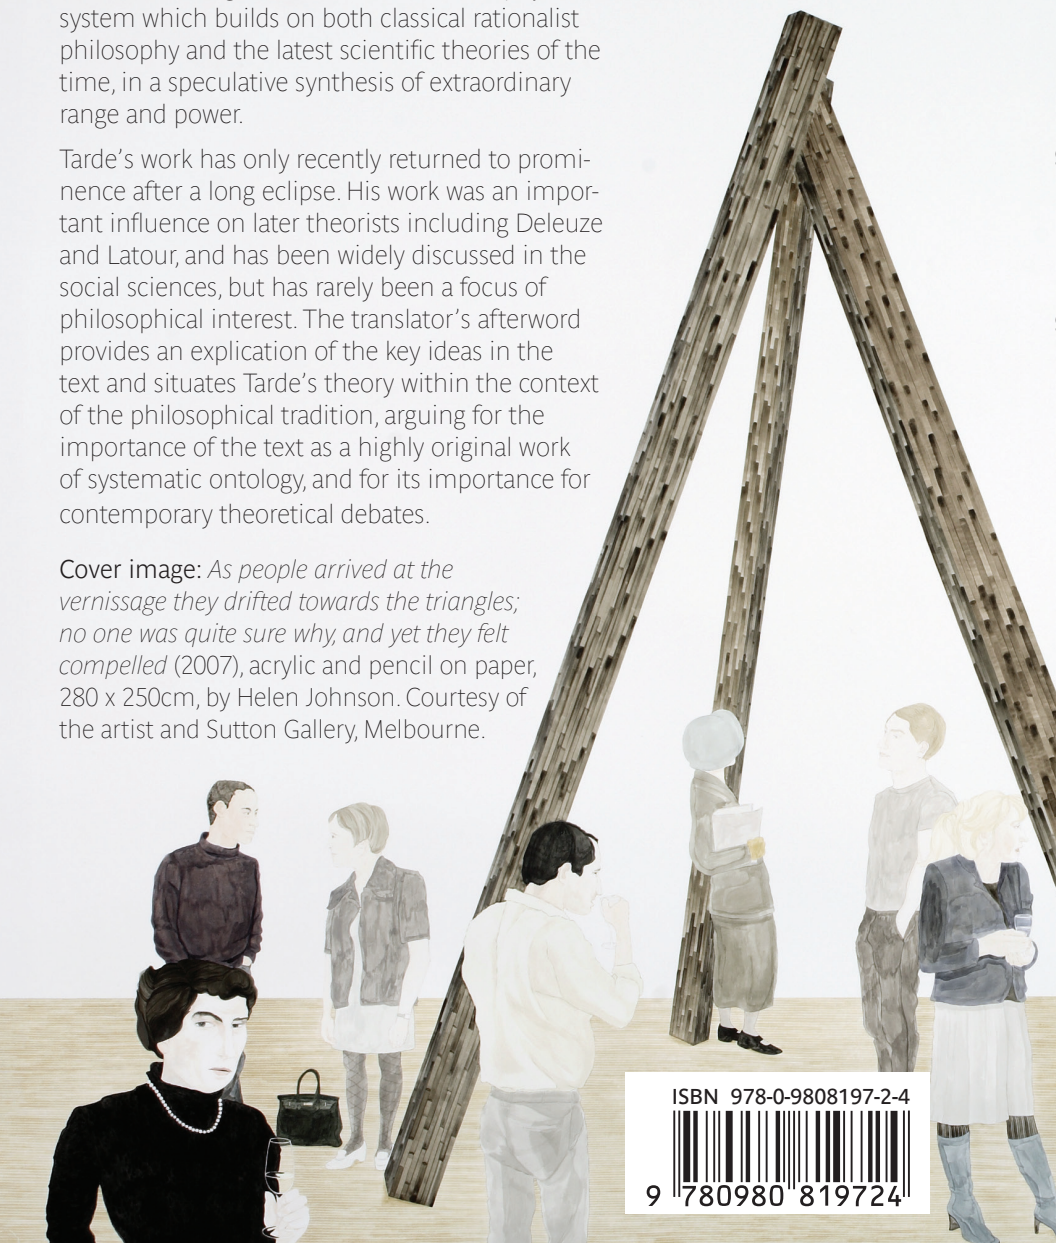 system which builds on both classical rationalist
philosophy and the latest scientific theories of the
time, in a speculative synthesis of extraordinary
range and power.
Tarde’s work has only recently returned to promi-
nence after a long eclipse. His work was an impor-
tant influence on later theorists including Deleuze
and Latour, and has been widely discussed in the
social sciences, but has rarely been a focus of
philosophical interest. The translator’s afterword
provides an explication of the key ideas in the
text and situates Tarde’s theory within the context
of the philosophical tradition, arguing for the
importance of the text as a highly original work
of systematic ontology, and for its importance for
contemporary theoretical debates.
Cover image: As people arrived at the
vernissage they drifted towards the triangles;
no one was quite sure why, and yet they felt
compelled (2007), acrylic and pencil on paper,
280 x 250cm, by Helen Johnson. Courtesy of
the artist and Sutton Gallery, Melbourne.
ISBN 978-0-9808197-2-4
9 780980 819724